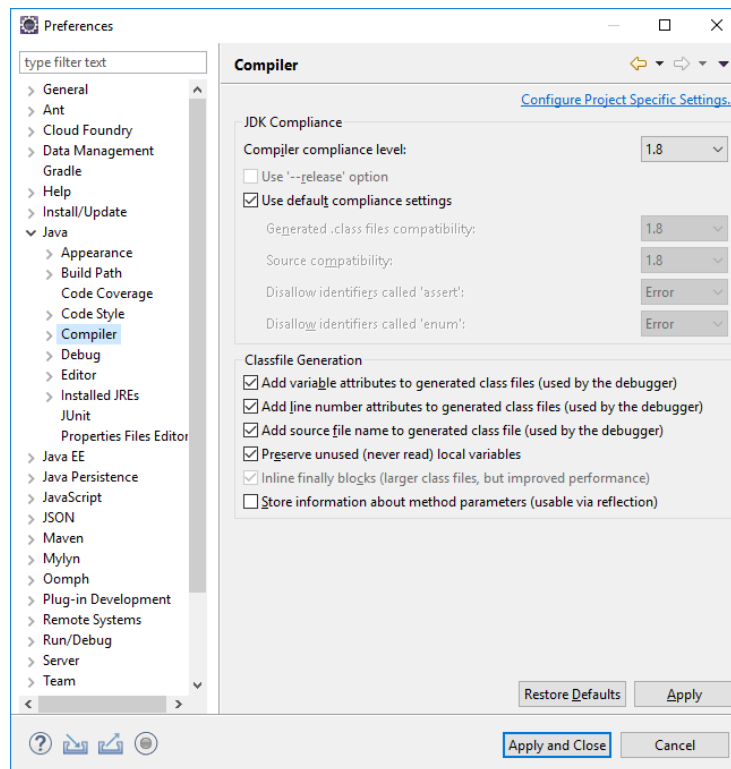 Preferences
type filter text
Compiler
Configure Project Specific Settings.
General
Ant
Cloud Foundry
Data Management
Gradle
Help
Install/Update
Java
Appearance
Build Path
Code Coverage
Code Style
Compiler
Debug
Editor
Installed JREs
JUnit
Properties Files Editor
Java EE
Java Persistence
JavaScript
JSON
Maven
Mylyn
Oomph
Plug-in Development
Remote Systems
Run/Debug
Server
Team
JDK Compliance
Compiler compliance level: 1.8
Use '--release' option
Use default compliance settings
Generated .class files compatibility: 1.8
Source compatibility: 1.8
Disallow identifiers called 'assert': Error
Disallow identifiers called 'enum': Error
Classfile Generation
Add variable attributes to generated class files (used by the debugger)
Add line number attributes to generated class files (used by the debugger)
Add source file name to generated class file (used by the debugger)
Preserve unused (never read) local variables
Inline finally blocks (larger class files, but improved performance)
Store information about method parameters (usable via reflection)
Restore Defaults Apply
? Apply and Close Cancel